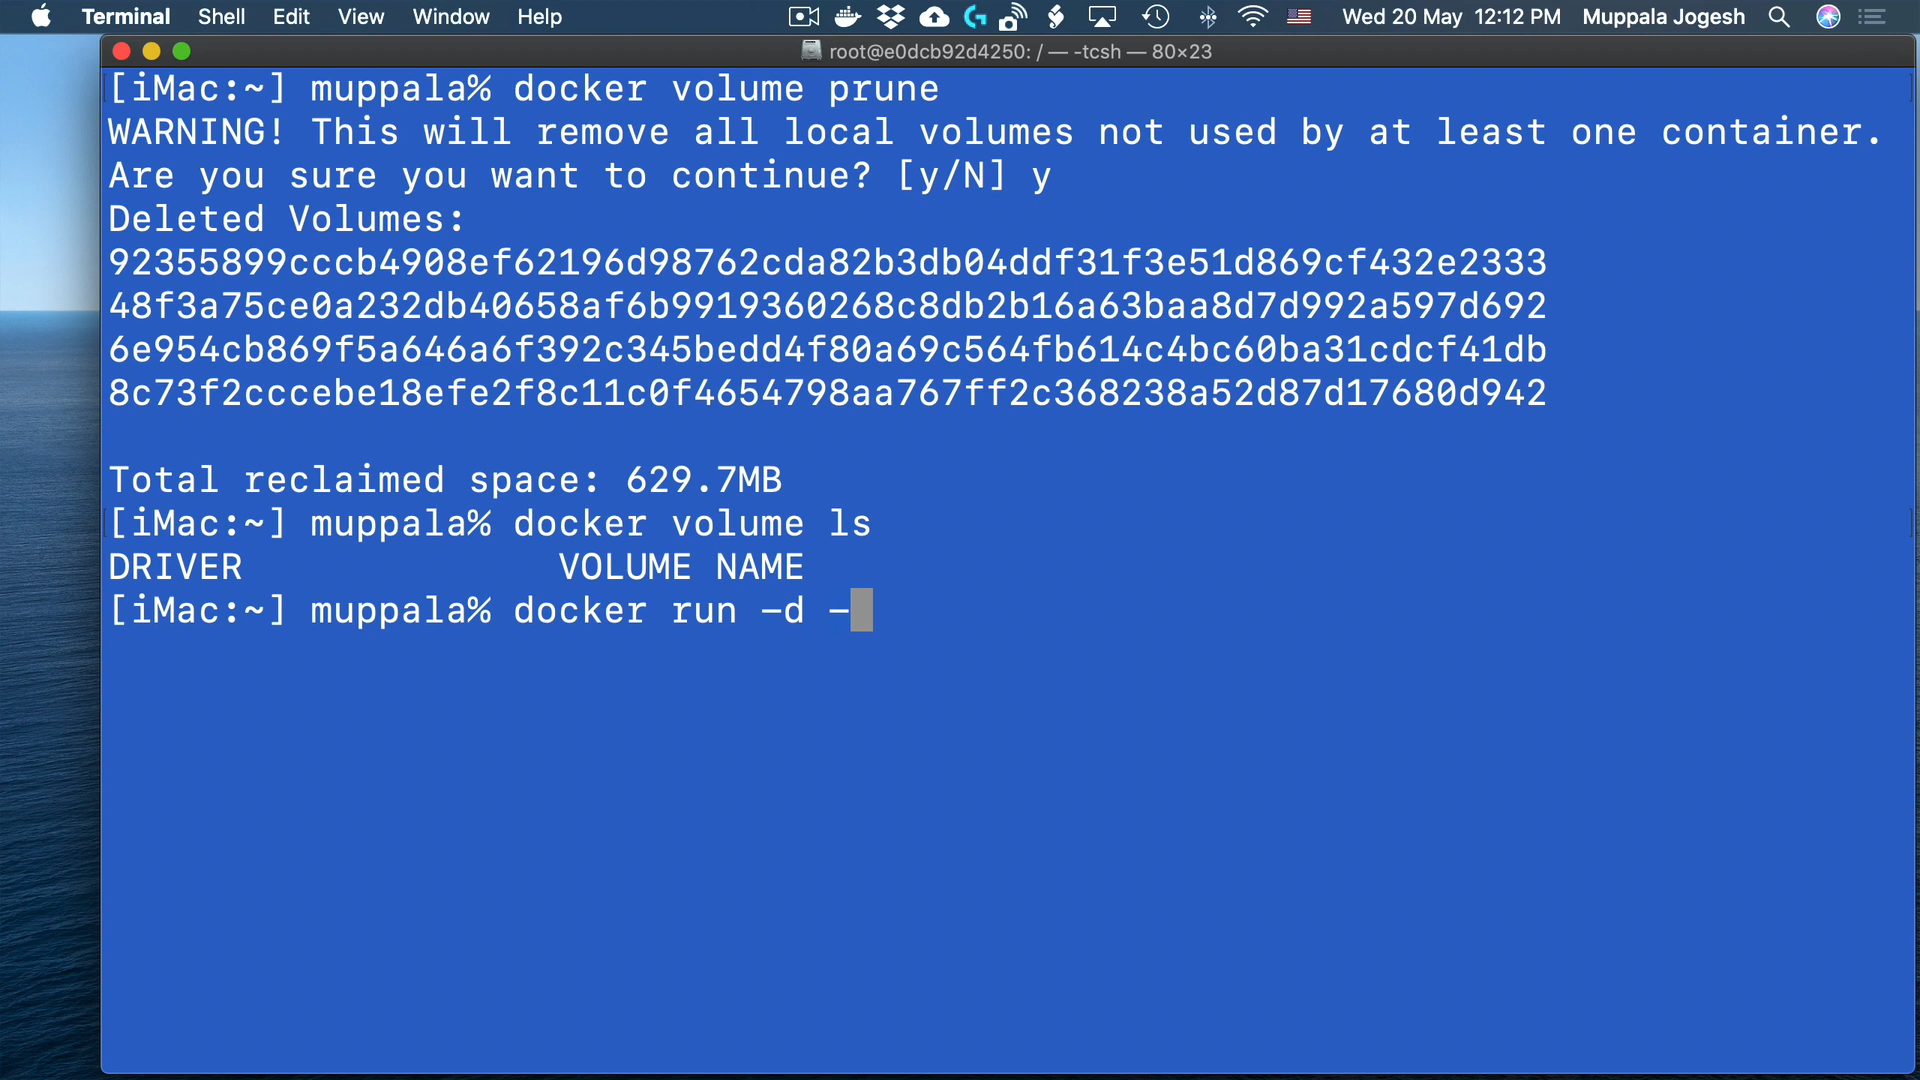 Terminal Shell Edit View Window Help Wed 20 May 12:12 PM Muppala Jogesh
root@e0dcb92d4250: / — -tcsh — 80×23
[iMac:~] muppala% docker volume prune
WARNING! This will remove all local volumes not used by at least one container.
Are you sure you want to continue? [y/N] y
Deleted Volumes:
92355899cccb4908ef62196d98762cda82b3db04ddf31f3e51d869cf432e2333
48f3a75ce0a232db40658af6b9919360268c8db2b16a63baa8d7d992a597d692
6e954cb869f5a646a6f392c345bedd4f80a69c564fb614c4bc60ba31cdcf41db
8c73f2cccebe18efe2f8c11c0f4654798aa767ff2c368238a52d87d17680d942
Total reclaimed space: 629.7MB
[iMac:~] muppala% docker volume ls
DRIVER VOLUME NAME
[iMac:~] muppala% docker run -d -